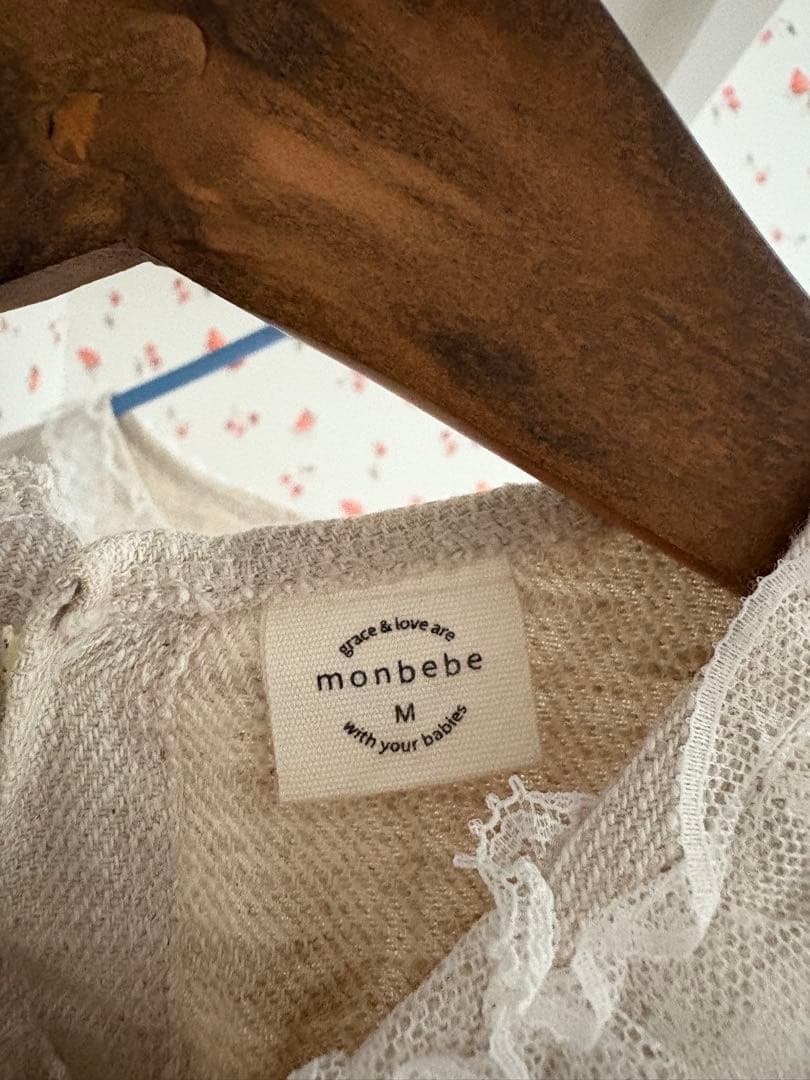 grace & love are
monbebe
M
with your babies